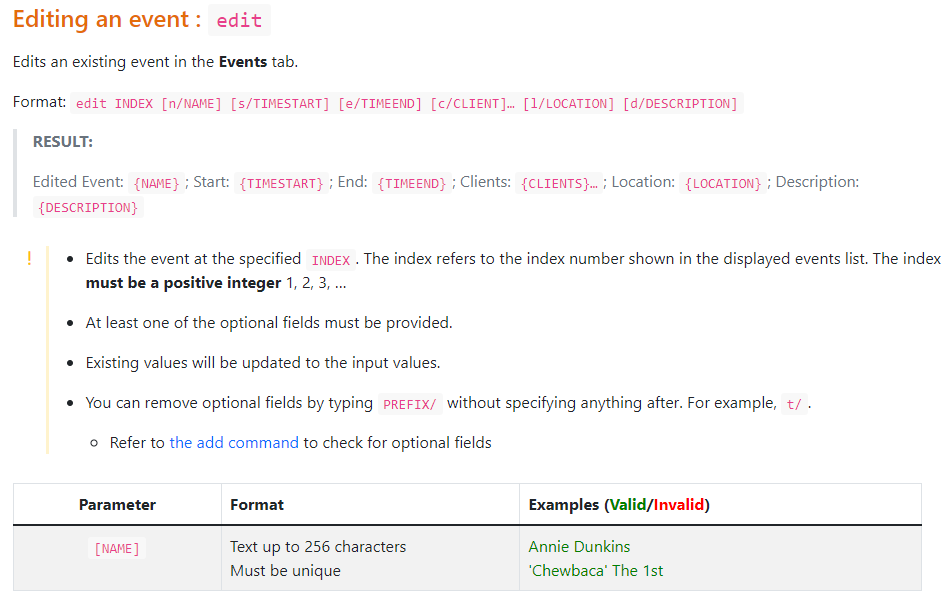 Editing an event : edit
Edits an existing event in the Events tab.
Format: edit INDEX [n/NAME] [s/TIMESTART] [e/TIMEEND] [c/CLIENT]… [l/LOCATION] [d/DESCRIPTION]
RESULT:
Edited Event: {NAME} ; Start: {TIMESTART} ; End: {TIMEEND} ; Clients: {CLIENTS}… ; Location: {LOCATION} ; Description:
{DESCRIPTION}
! • Edits the event at the specified INDEX . The index refers to the index number shown in the displayed events list. The index
must be a positive integer 1, 2, 3, …
• At least one of the optional fields must be provided.
• Existing values will be updated to the input values.
• You can remove optional fields by typing PREFIX/ without specifying anything after. For example, t/ .
○ Refer to the add command to check for optional fields
Parameter Format Examples (Valid/Invalid)
[NAME] Text up to 256 characters Annie Dunkins
Must be unique 'Chewbaca' The 1st